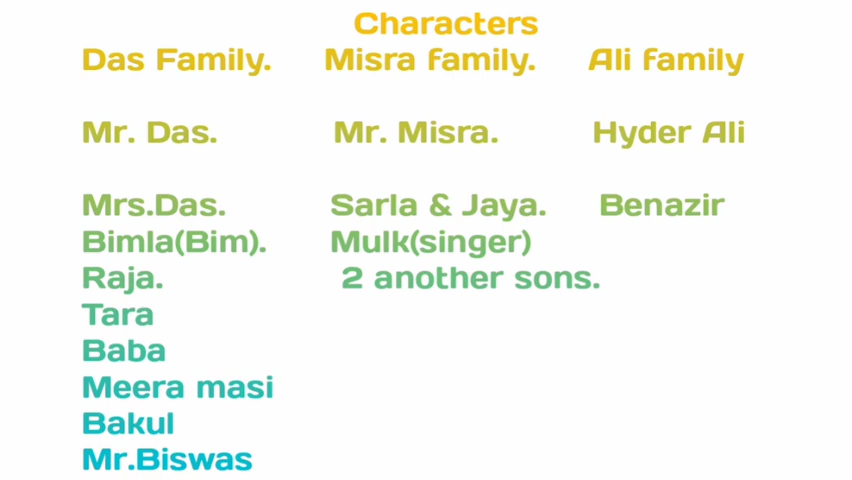 Characters
Das Family. Misra family. Ali family
Mr. Das. Mr. Misra. Hyder Ali
Mrs.Das. Sarla & Jaya. Benazir
Bimla(Bim). Mulk(singer)
Raja. 2 another sons.
Tara
Baba
Meera masi
Bakul
Mr.Biswas